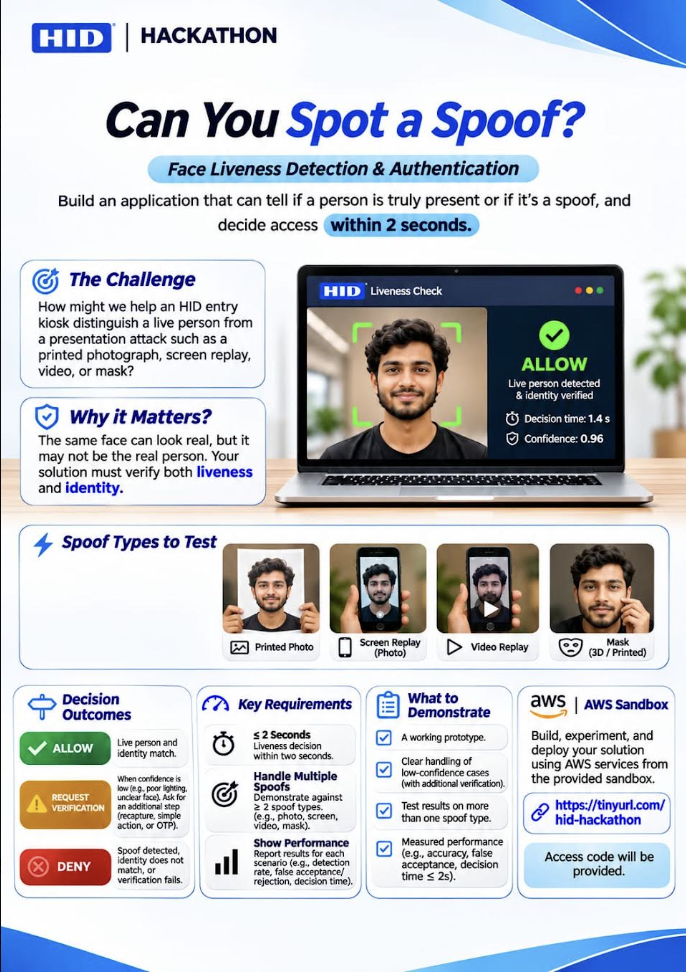 HID | HACKATHON
Can You Spot a Spoof?
Face Liveness Detection & Authentication
Build an application that can tell if a person is truly present or if it's a spoof, and
decide access within 2 seconds.
The Challenge
How might we help an HID entry
kiosk distinguish a live person from
a presentation attack such as a
printed photograph, screen replay,
video, or mask?
Why it Matters?
The same face can look real, but it
may not be the real person. Your
solution must verify both liveness
and identity.
HID Liveness Check
ALLOW
Live person detected
& identity verified
Decision time: 1.4 s
Confidence: 0.96
Spoof Types to Test
Printed Photo
Screen Replay
(Photo)
Video Replay
Mask
(3D / Printed)
Decision
Outcomes
ALLOW
Live person and
identity match.
REQUEST
VERIFICATION
When confidence is
low (e.g., poor lighting,
unclear face). Ask for
an additional step
(recapture, simple
action, or OTP).
DENY
Spoof detected,
identity does not
match, or
verification fails.
Key Requirements
≤ 2 Seconds
Liveness decision
within two seconds.
Handle Multiple
Spoofs
Demonstrate against
≥ 2 spoof types.
(e.g., photo, screen,
video, mask).
Show Performance
Report results for each
scenario (e.g., detection
rate, false acceptance/
rejection, decision time).
What to
Demonstrate
A working prototype.
Clear handling of
low-confidence cases
(with additional verification).
Test results on more
than one spoof type.
Measured performance
(e.g., accuracy, false
acceptance, decision
time ≤ 2s).
aws | AWS Sandbox
Build, experiment, and
deploy your solution
using AWS services from
the provided sandbox.
https://tinyurl.com/
hid-hackathon
Access code will be
provided.